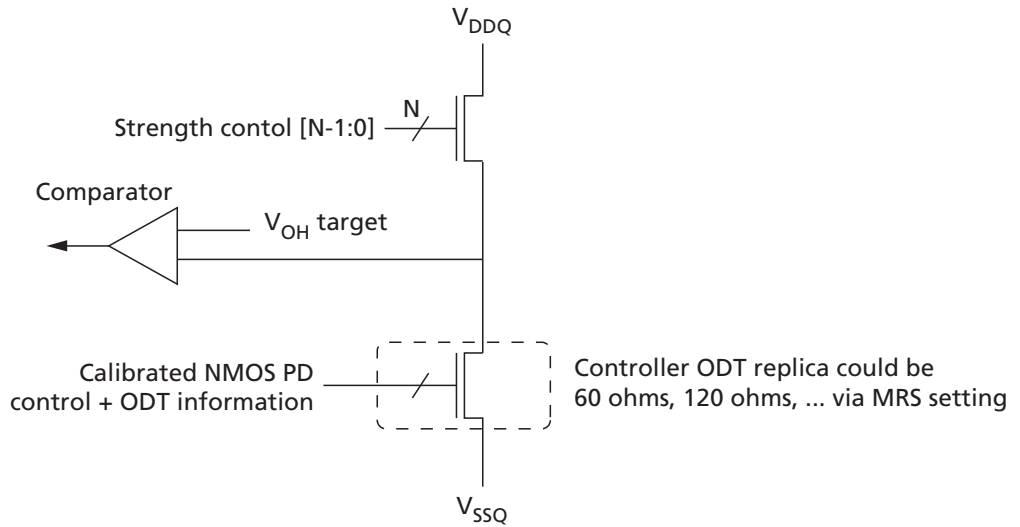 VDDQ
N
Strength contol [N-1:0]
Comparator
VOH target
Calibrated NMOS PD
control + ODT information
Controller ODT replica could be
60 ohms, 120 ohms, ... via MRS setting
VSSQ